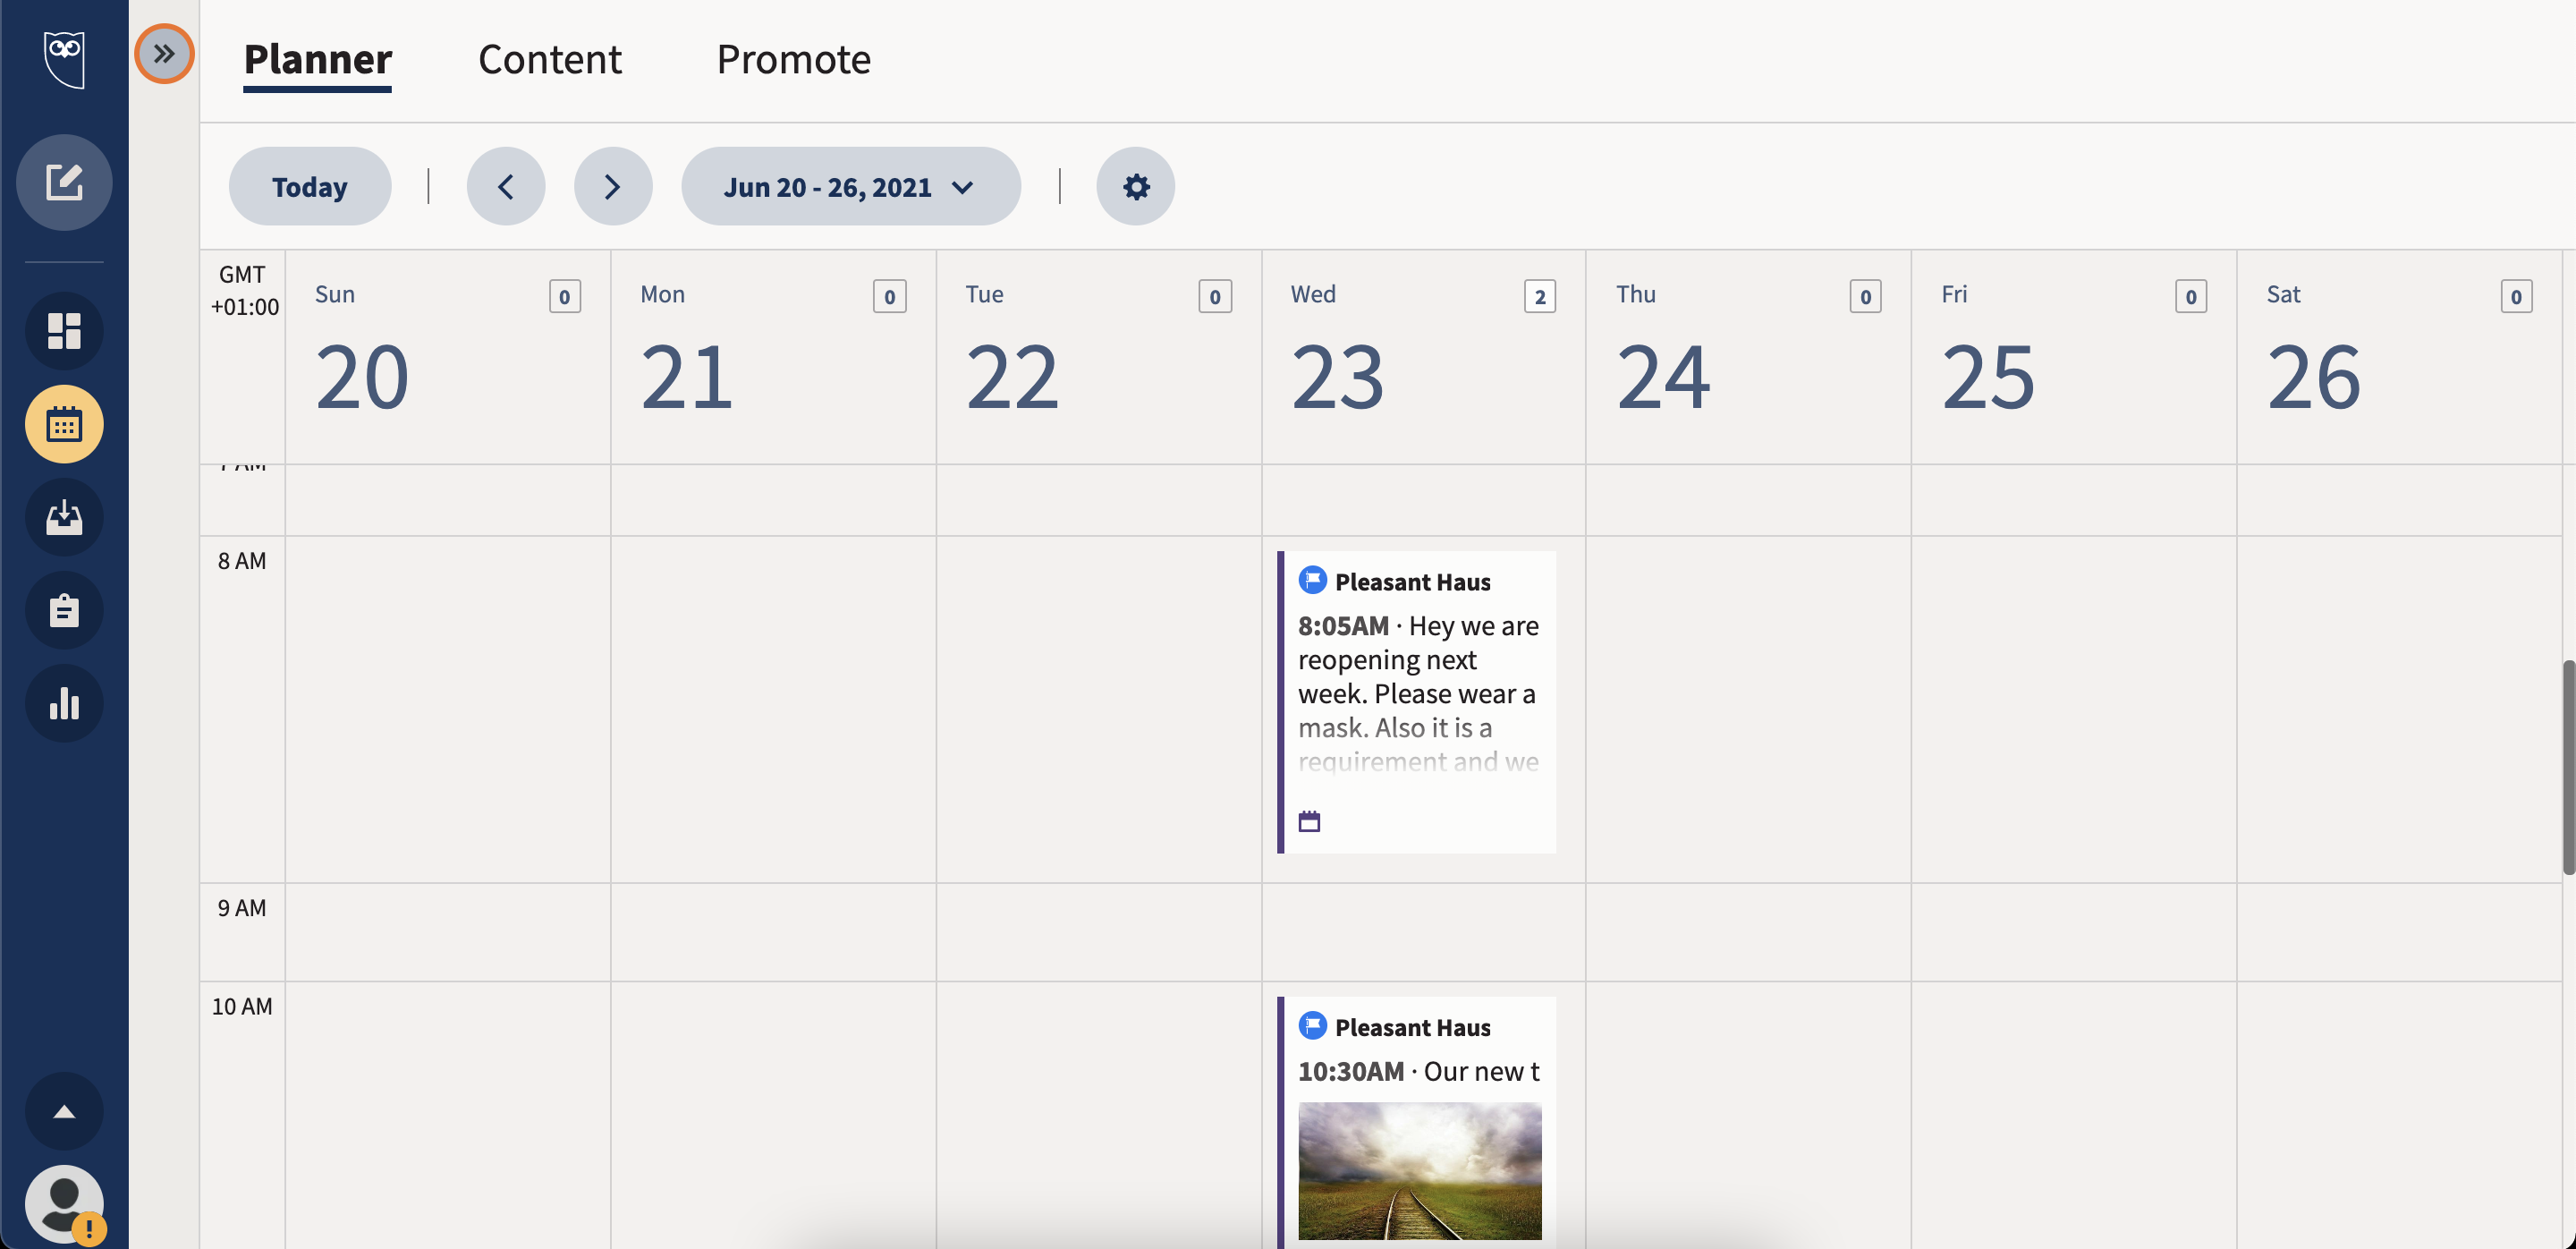 Planner Content Promote
Today Jun 20 - 26, 2021
GMT
+01:00
Sun 0 Mon 0 Tue 0 Wed 2 Thu 0 Fri 0 Sat 0
20 21 22 23 24 25 26
7 AM
8 AM
Pleasant Haus
8:05AM · Hey we are
reopening next
week. Please wear a
mask. Also it is a
requirement and we
9 AM
10 AM
Pleasant Haus
10:30AM · Our new t
!